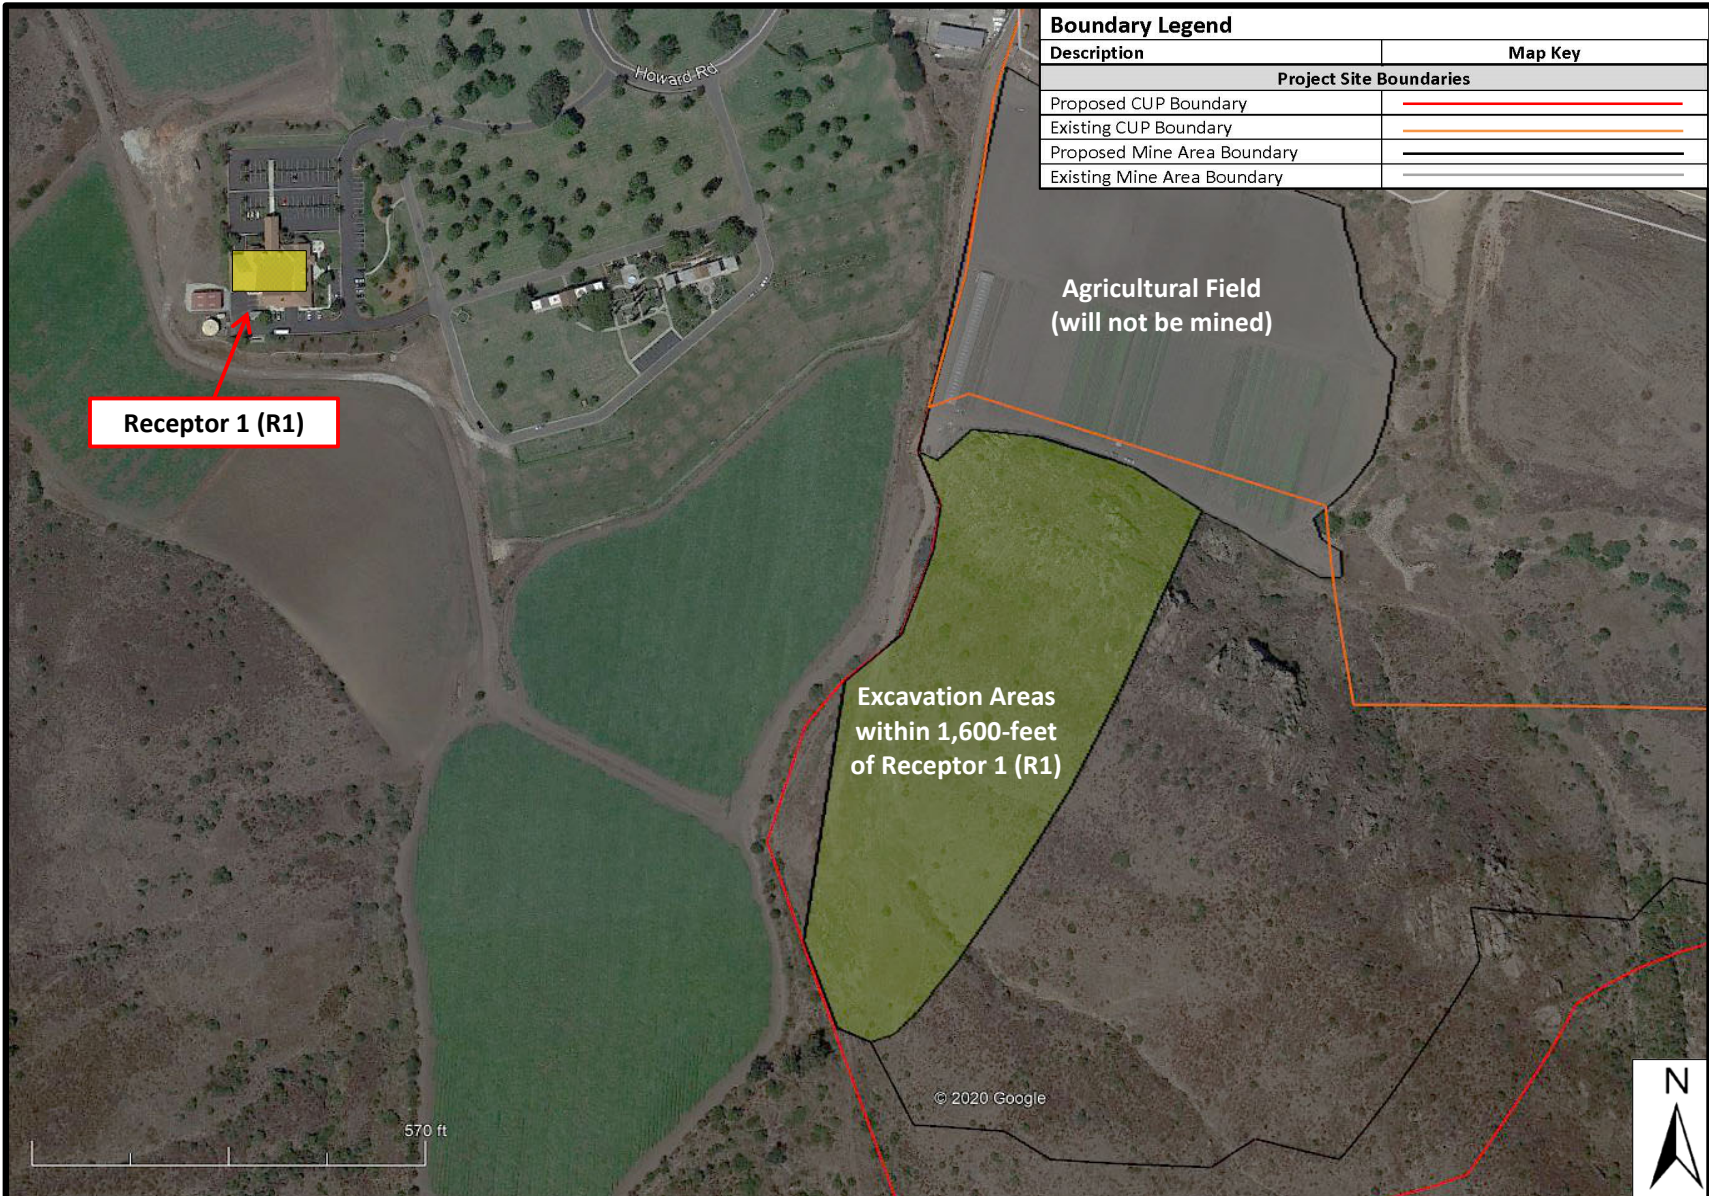 Boundary Legend
Description Map Key
Project Site Boundaries
Proposed CUP Boundary
Existing CUP Boundary
Proposed Mine Area Boundary
Existing Mine Area Boundary
Howard Rd
Agricultural Field
(will not be mined)
Receptor 1 (R1)
Excavation Areas
within 1,600-feet
of Receptor 1 (R1)
© 2020 Google
570 ft
N